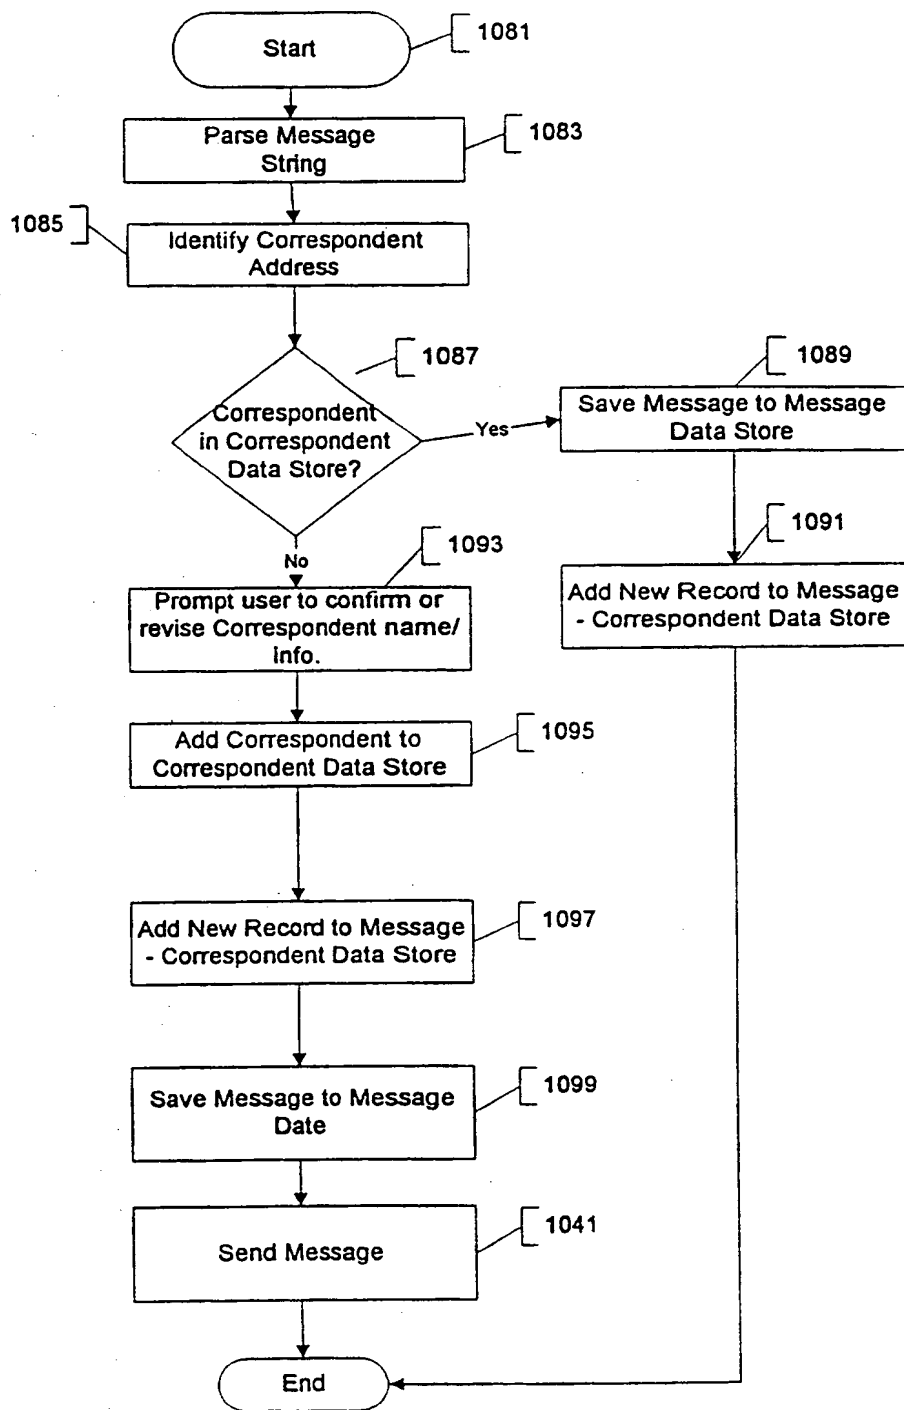 Start
1081
Parse Message
String
1083
1085
Identify Correspondent
Address
1087
Correspondent
in Correspondent
Data Store?
Yes
1089
Save Message to Message
Data Store
1091
Add New Record to Message
- Correspondent Data Store
No
1093
Prompt user to confirm or
revise Correspondent name/
info.
Add Correspondent to
Correspondent Data Store
1095
Add New Record to Message
- Correspondent Data Store
1097
Save Message to Message
Date
1099
Send Message
1041
End